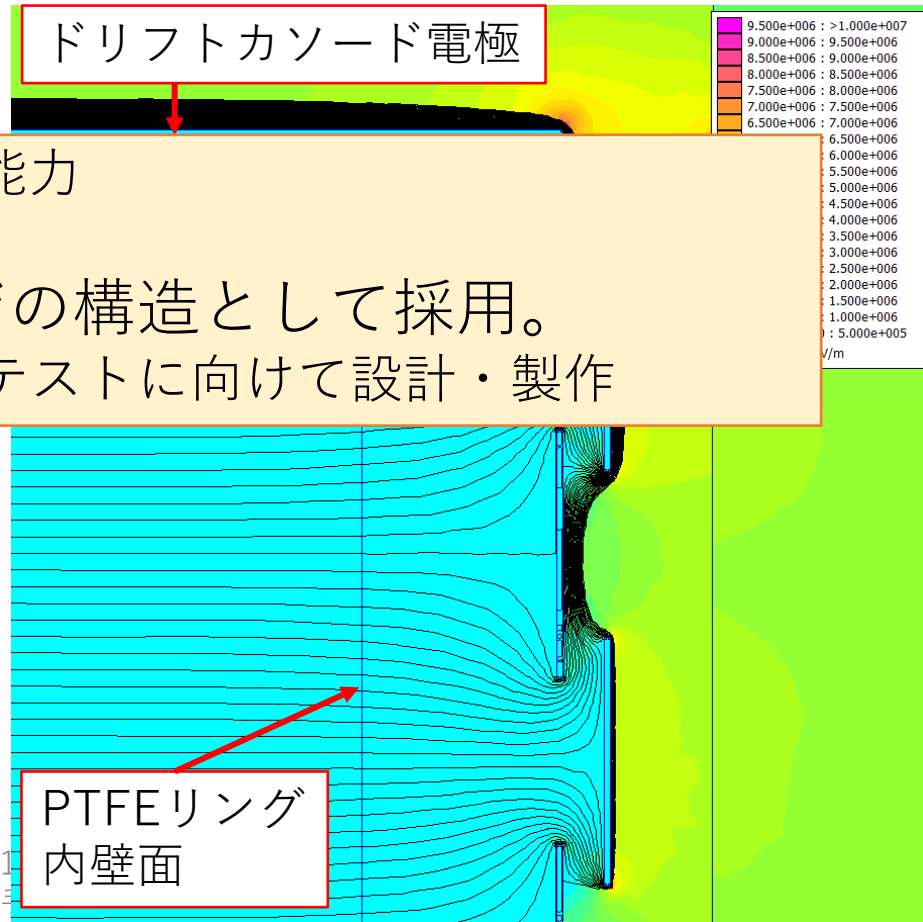 ドリフトカソード電極
9.500e+006 : >1.000e+007
9.000e+006 : 9.500e+006
8.500e+006 : 9.000e+006
8.000e+006 : 8.500e+006
7.500e+006 : 8.000e+006
7.000e+006 : 7.500e+006
6.500e+006 : 7.000e+006
: 6.500e+006
: 6.000e+006
: 5.500e+006
: 5.000e+006
: 4.500e+006
: 4.000e+006
: 3.500e+006
: 3.000e+006
: 2.500e+006
: 2.000e+006
: 1.500e+006
: 1.000e+006
: 5.000e+005
V/m
能力
の構造として採用。
テストに向けて設計・製作
PTFEリング
内壁面